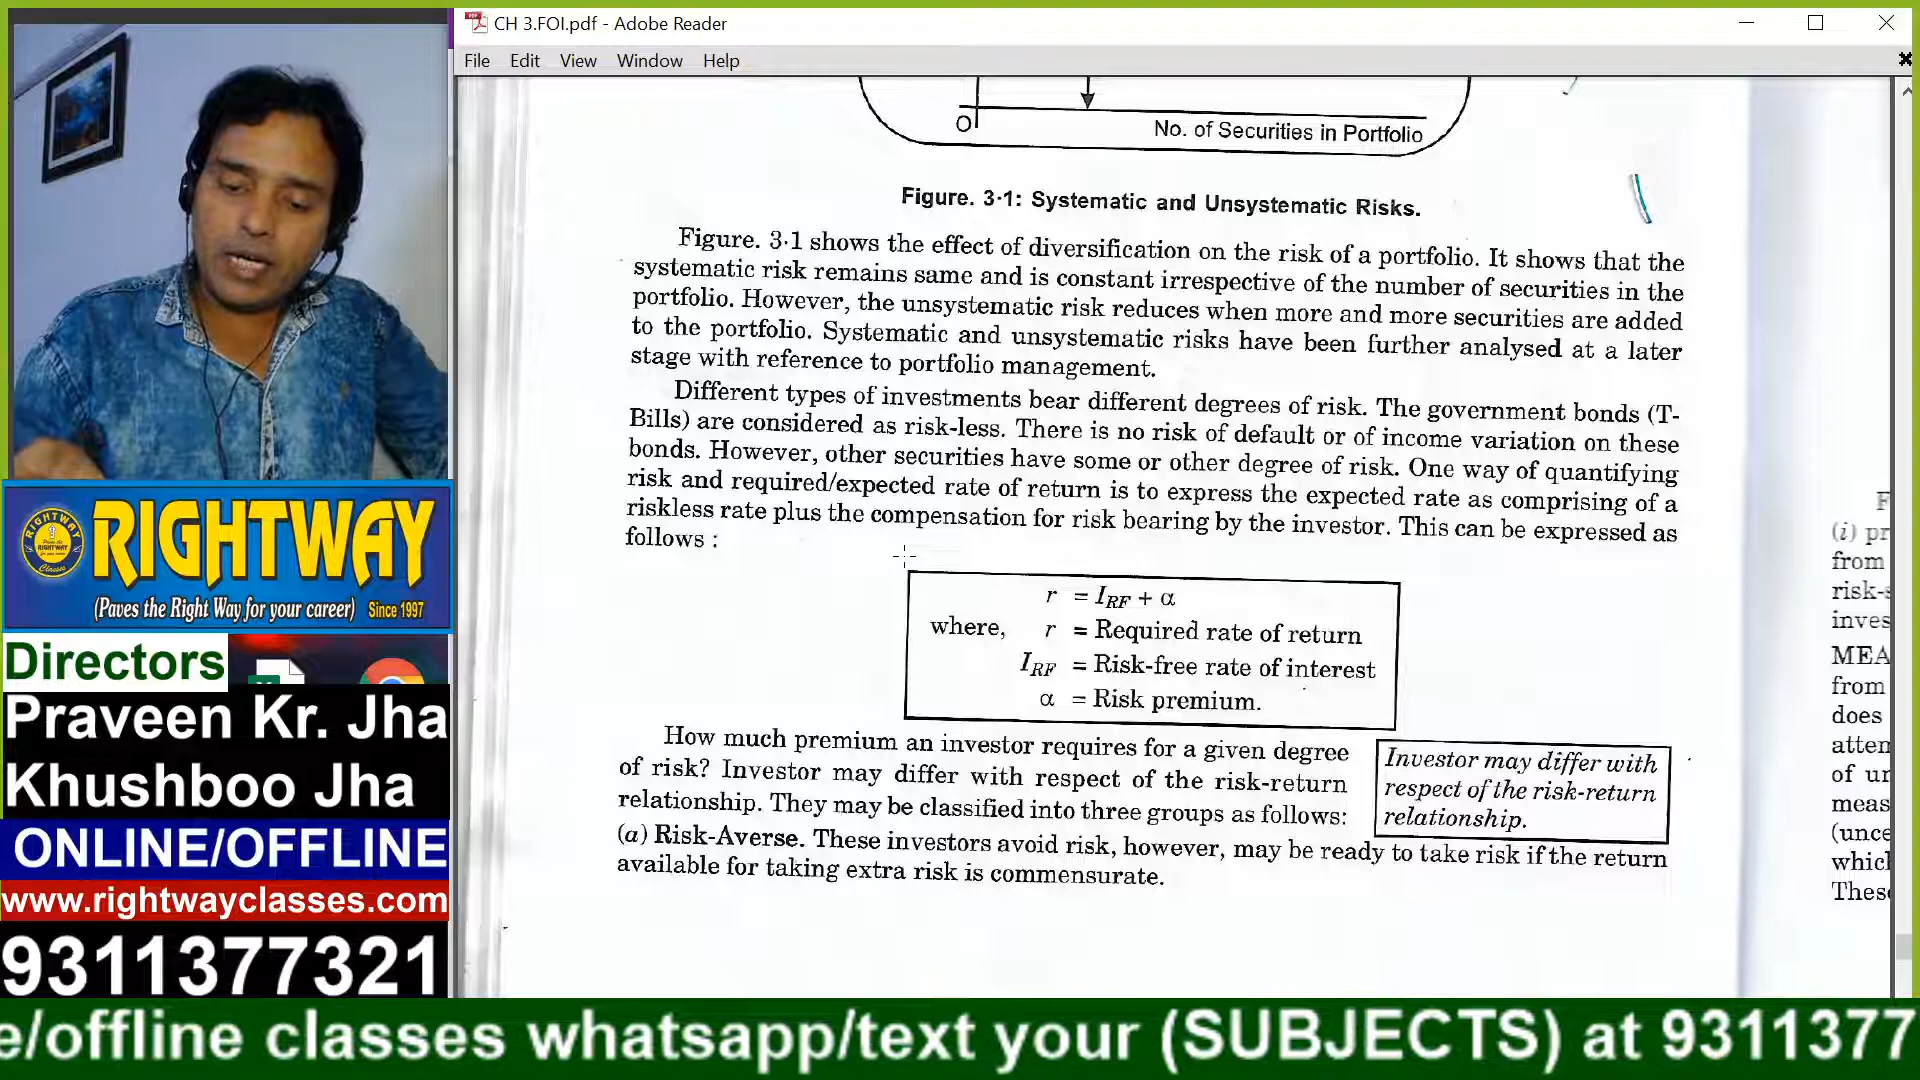 CH 3.FOI.pdf - Adobe Reader
File Edit View Window Help
O
No. of Securities in Portfolio
Figure. 3·1: Systematic and Unsystematic Risks.
Figure. 3·1 shows the effect of diversification on the risk of a portfolio. It shows that the
systematic risk remains same and is constant irrespective of the number of securities in the
portfolio. However, the unsystematic risk reduces when more and more securities are added
to the portfolio. Systematic and unsystematic risks have been further analysed at a later
stage with reference to portfolio management.
Different types of investments bear different degrees of risk. The government bonds (T-
Bills) are considered as risk-less. There is no risk of default or of income variation on these
bonds. However, other securities have some or other degree of risk. One way of quantifying
risk and required/expected rate of return is to express the expected rate as comprising of a
riskless rate plus the compensation for risk bearing by the investor. This can be expressed as
follows :
r = I_RF + α
where, r = Required rate of return
I_RF = Risk-free rate of interest
α = Risk premium.
How much premium an investor requires for a given degree
of risk? Investor may differ with respect of the risk-return
relationship. They may be classified into three groups as follows:
Investor may differ with
respect of the risk-return
relationship.
(a) Risk-Averse. These investors avoid risk, however, may be ready to take risk if the return
available for taking extra risk is commensurate.
F
(i) pr
from
risk-s
inves
MEA
from
does
atten
of un
meas
(unce
which
These
RIGHTWAY
RIGHTWAY
Classes
(Paves the Right Way for your career) Since 1997
Directors
Praveen Kr. Jha
Khushboo Jha
ONLINE/OFFLINE
www.rightwayclasses.com
9311377321
e/offline classes whatsapp/text your (SUBJECTS) at 9311377